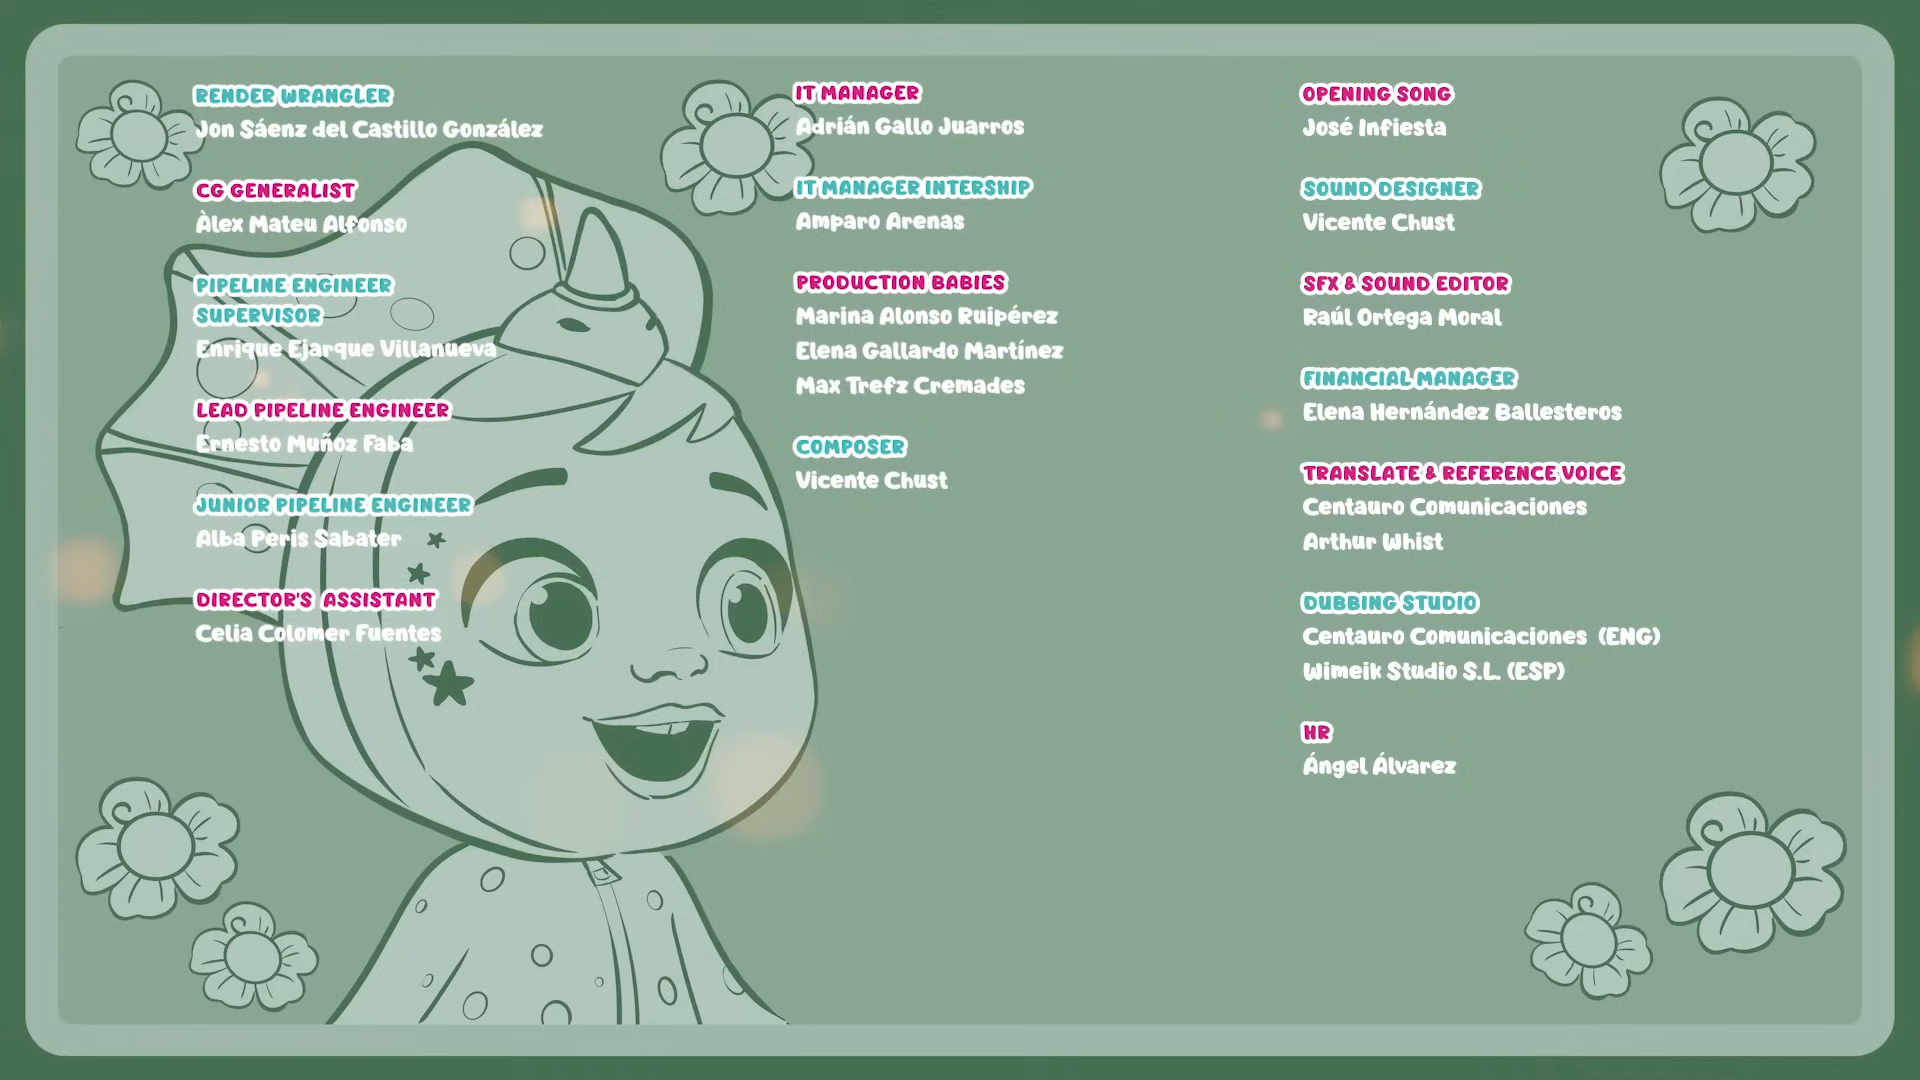 RENDER WRANGLER
Jon Sáenz del Castillo González
CG GENERALIST
Àlex Mateu Alfonso
PIPELINE ENGINEER
SUPERVISOR
Enrique Ejarque Villanueva
LEAD PIPELINE ENGINEER
Ernesto Muñoz Faba
JUNIOR PIPELINE ENGINEER
Alba Peris Sabater
DIRECTOR'S ASSISTANT
Celia Colomer Fuentes
IT MANAGER
Adrián Gallo Juarros
IT MANAGER INTERSHIP
Amparo Arenas
PRODUCTION BABIES
Marina Alonso Ruipérez
Elena Gallardo Martínez
Max Trefz Cremades
COMPOSER
Vicente Chust
OPENING SONG
José Infiesta
SOUND DESIGNER
Vicente Chust
SFX & SOUND EDITOR
Raúl Ortega Moral
FINANCIAL MANAGER
Elena Hernández Ballesteros
TRANSLATE & REFERENCE VOICE
Centauro Comunicaciones
Arthur Whist
DUBBING STUDIO
Centauro Comunicaciones (ENG)
Wimeik Studio S.L. (ESP)
HR
Ángel Álvarez